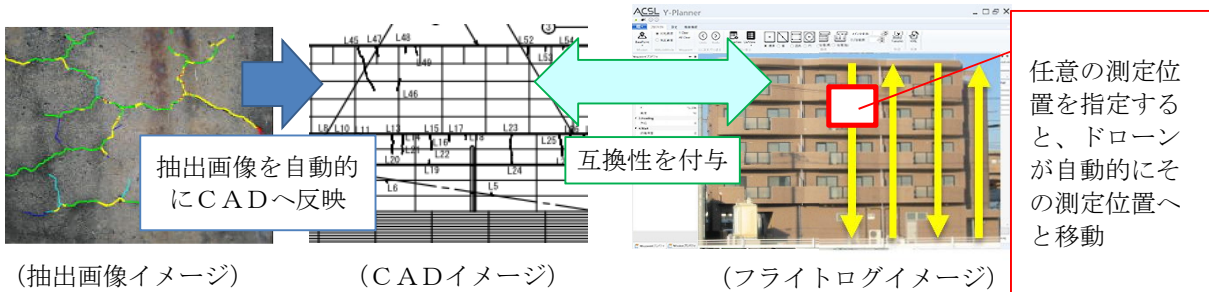 ACSL Y-Planner
L45
L47
L48
L49
L46
L52
L53
L54
L8
L10
L11
L12
L14
L15
L17
L18
L16
L21
L22
L20
L19
L23
L24
L25
L6
L5
抽出画像を自動的
にCADへ反映
互換性を付与
任意の測定位
置を指定する
と、ドローン
が自動的にそ
の測定位置へ
と移動
(抽出画像イメージ)
(CADイメージ)
(フライトログイメージ)